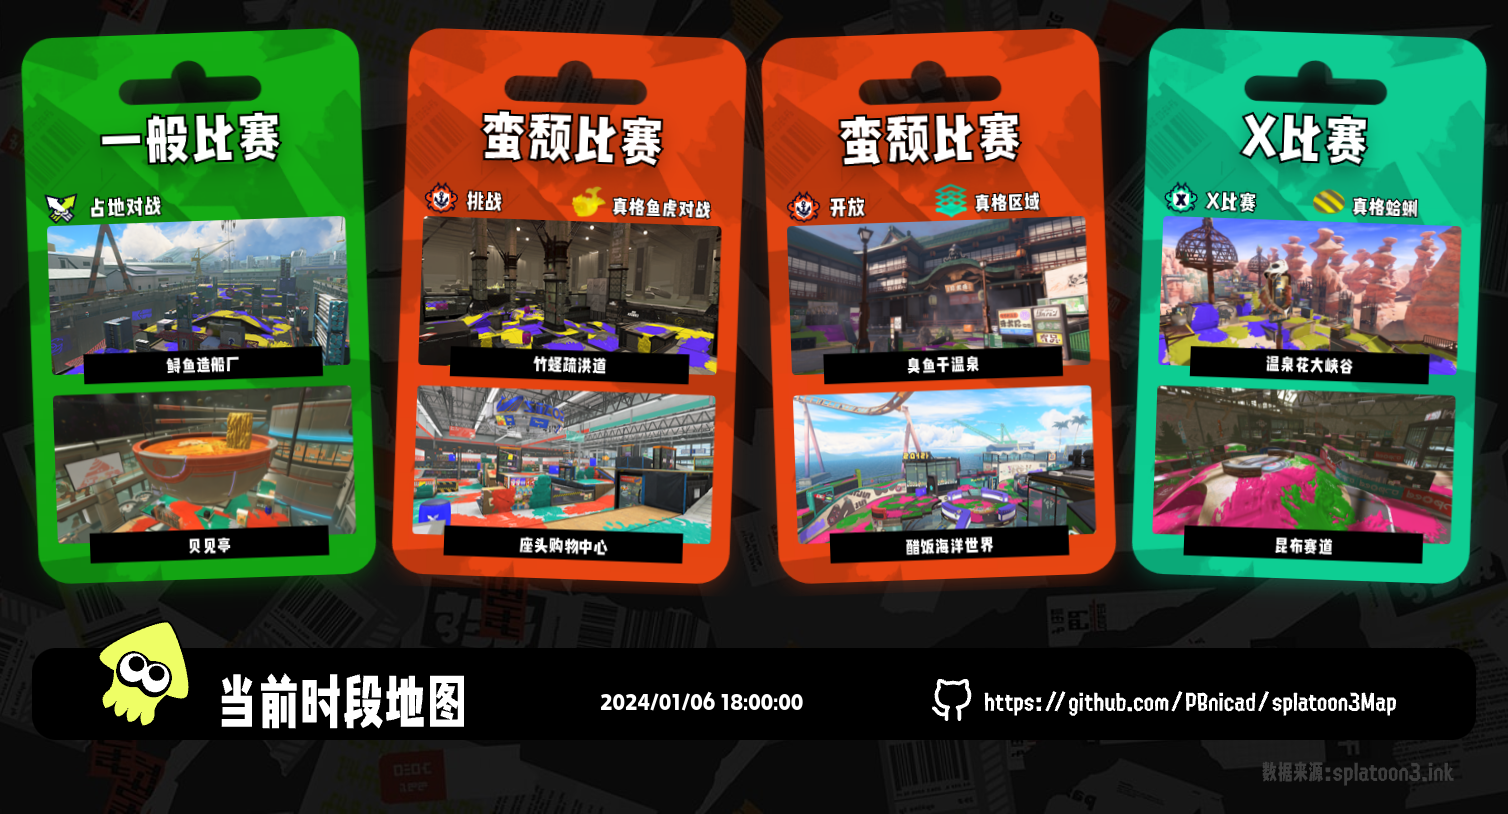 一般比赛
占地对战
鲟鱼造船厂
贝见亭
蛮颓比赛
挑战
真格鱼虎对战
竹蛏疏洪道
座头购物中心
蛮颓比赛
开放
真格区域
臭鱼干温泉
醋饭海洋世界
X比赛
X比赛
真格蛤蜊
温泉花大峡谷
昆布赛道
当前时段地图
2024/01/06 18:00:00
https://github.com/PBnicad/splatoon3Map
数据来源:splatoon3.ink